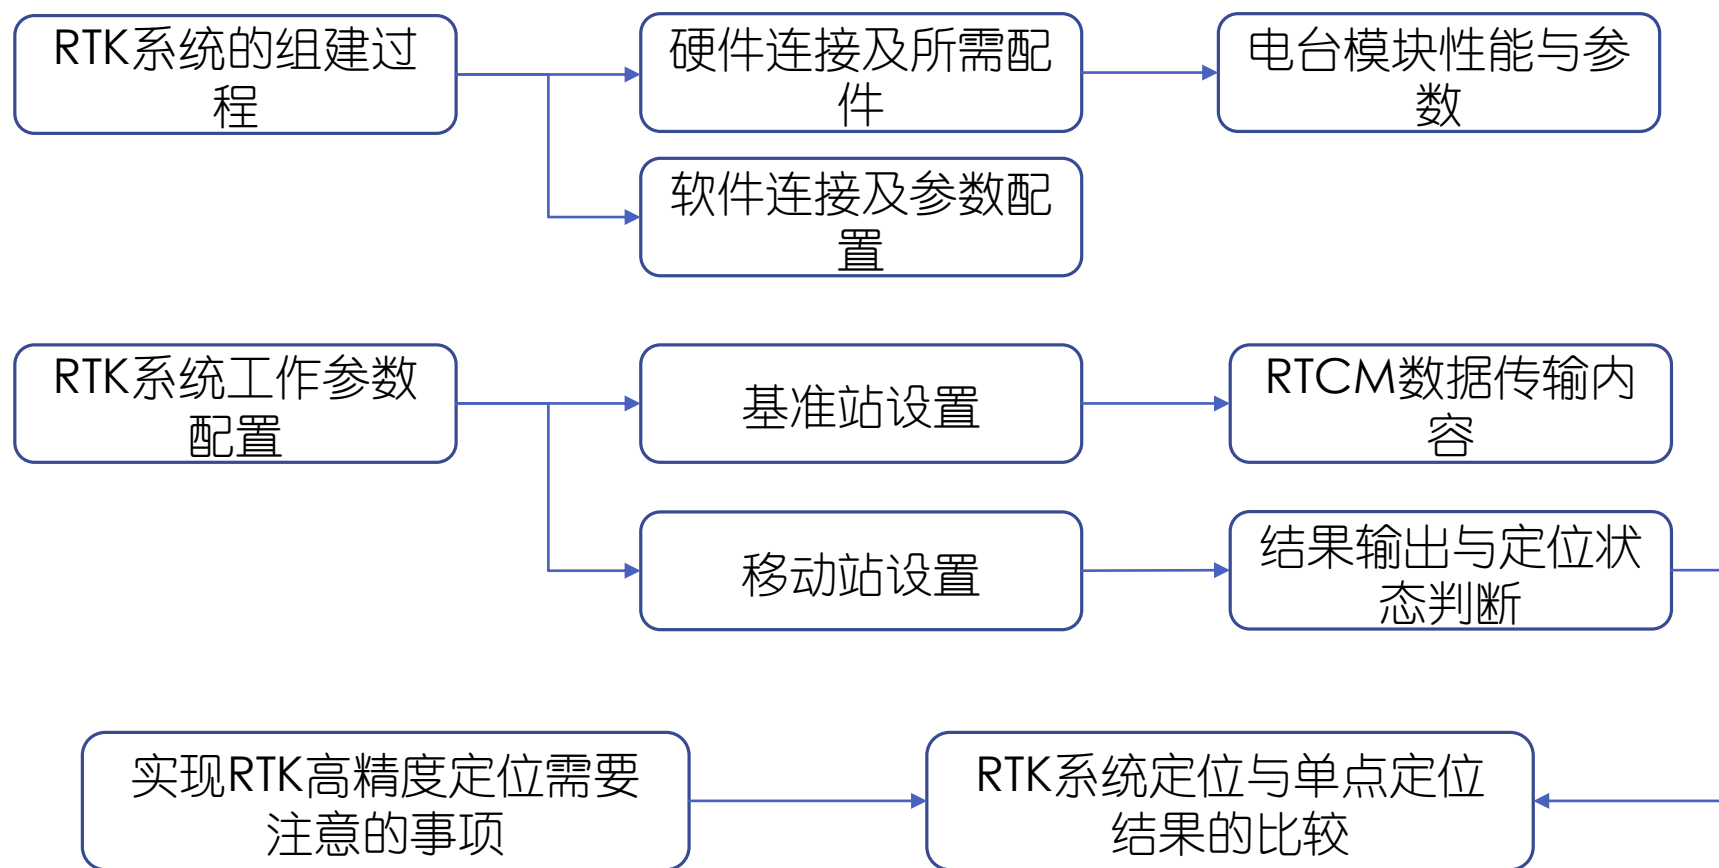 RTK系统的组建过
程
硬件连接及所需配
件
电台模块性能与参
数
软件连接及参数配
置
RTK系统工作参数
配置
基准站设置
RTCM数据传输内
容
移动站设置
结果输出与定位状
态判断
实现RTK高精度定位需要
注意的事项
RTK系统定位与单点定位
结果的比较